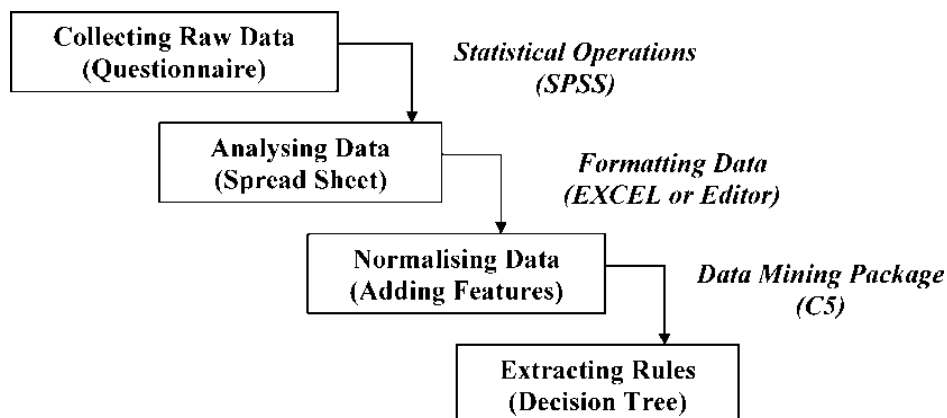 Collecting Raw Data
(Questionnaire)
Statistical Operations
(SPSS)
Analysing Data
(Spread Sheet)
Formatting Data
(EXCEL or Editor)
Normalising Data
(Adding Features)
Data Mining Package
(C5)
Extracting Rules
(Decision Tree)